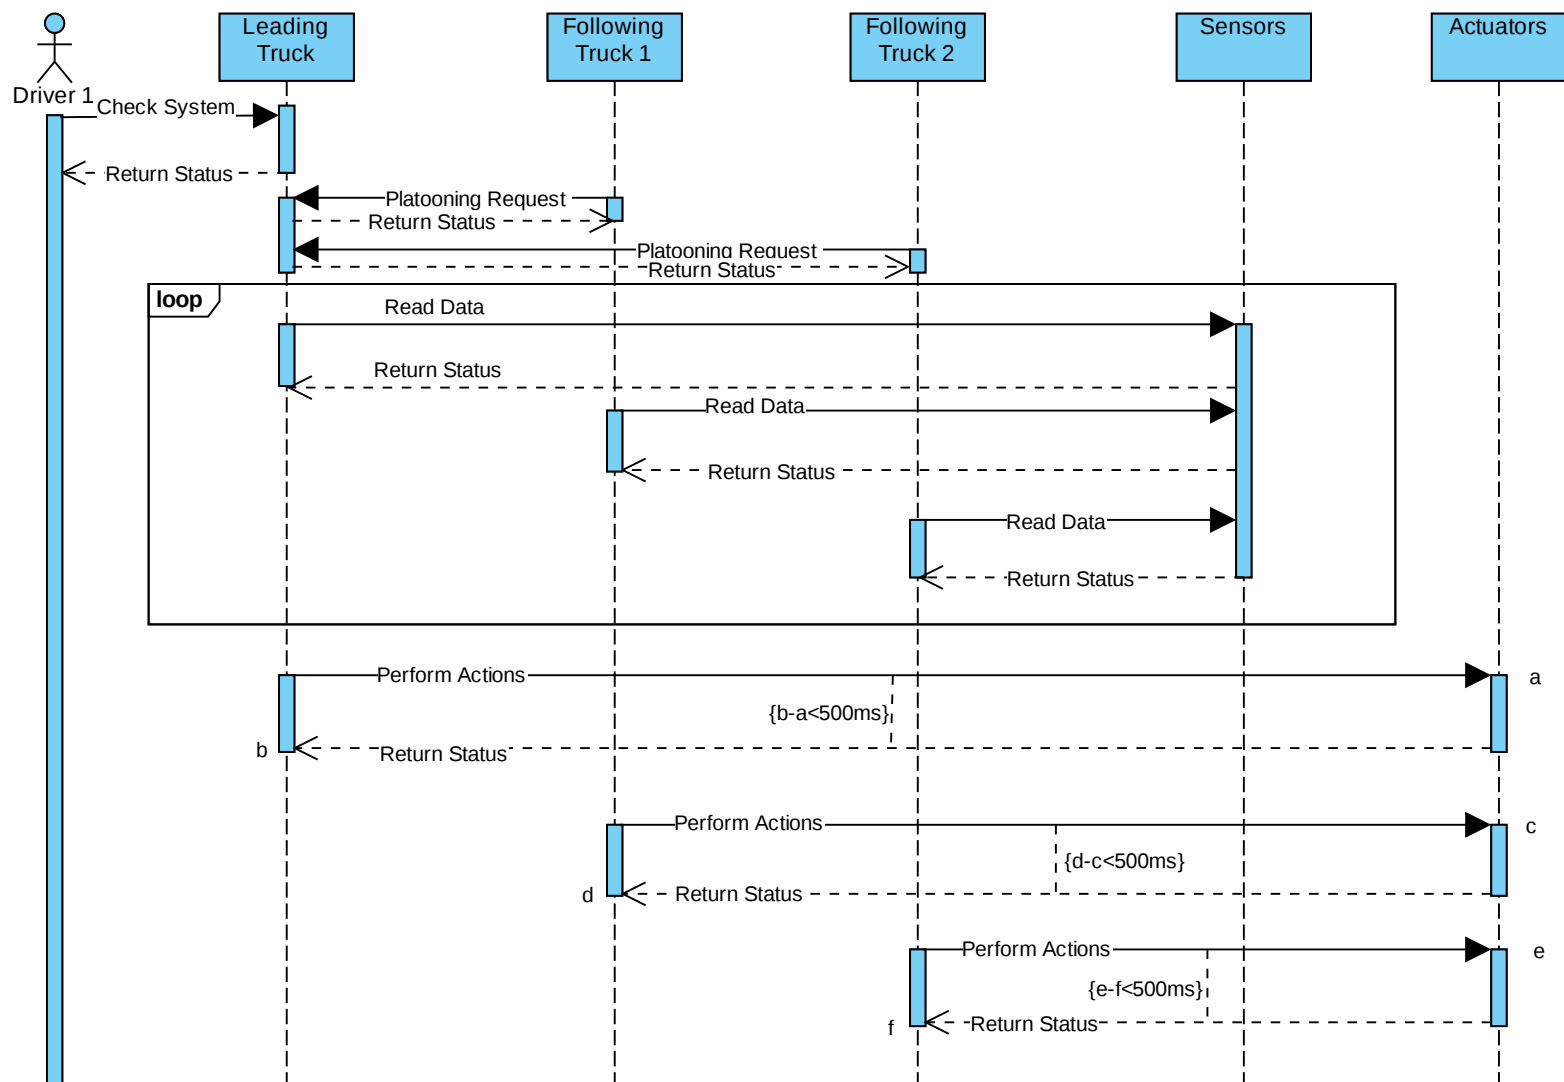 Leading
Truck
Following
Truck 1
Following
Truck 2
Sensors
Actuators
Driver 1
Check System
Return Status
Platooning Request
Return Status
Platooning Request
Return Status
loop
Read Data
Return Status
Read Data
Return Status
Read Data
Return Status
Perform Actions
a
{b-a<500ms}
b
Return Status
Perform Actions
c
{d-c<500ms}
d
Return Status
Perform Actions
e
{e-f<500ms}
f
Return Status